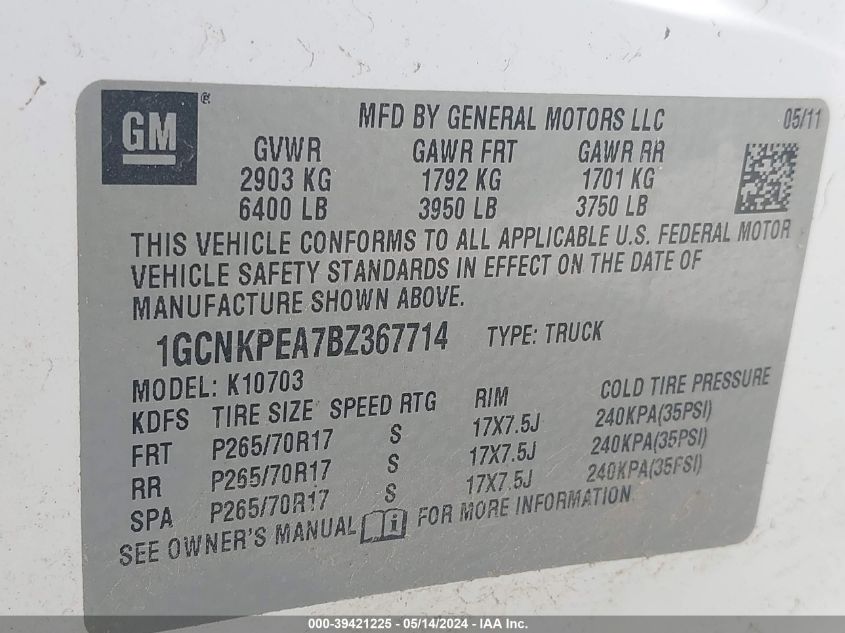 GM®
MFD BY GENERAL MOTORS LLC 05/11
GVWR GAWR FRT GAWR RR
2903 KG 1792 KG 1701 KG
6400 LB 3950 LB 3750 LB
THIS VEHICLE CONFORMS TO ALL APPLICABLE U.S. FEDERAL MOTOR
VEHICLE SAFETY STANDARDS IN EFFECT ON THE DATE OF
MANUFACTURE SHOWN ABOVE.
1GCNKPEA7BZ367714 TYPE: TRUCK
MODEL: K10703
KDFS TIRE SIZE SPEED RTG RIM COLD TIRE PRESSURE
FRT P265/70R17 S 17X7.5J 240KPA(35PSI)
RR P265/70R17 S 17X7.5J 240KPA(35PSI)
SPA P265/70R17 S 17X7.5J 240KPA(35PSI)
SEE OWNER'S MANUAL i FOR MORE INFORMATION
000-39421225 - 05/14/2024 - IAA Inc.